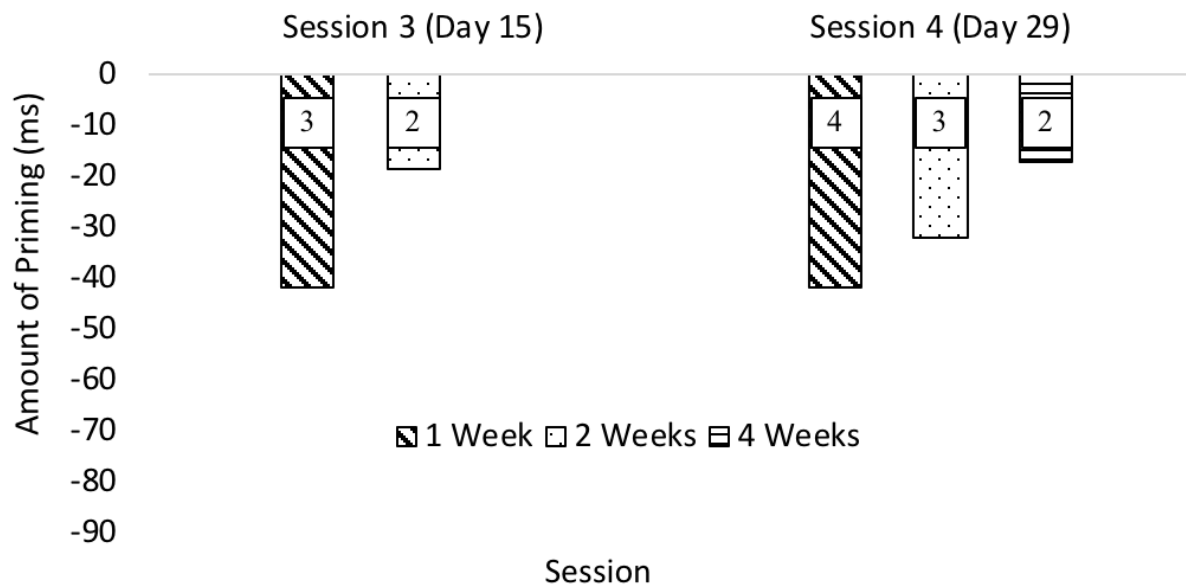 Session 3 (Day 15)
Session 4 (Day 29)
Amount of Priming (ms)
0
-10
-20
-30
-40
-50
-60
-70
-80
-90
3
2
4
3
2
1 Week
2 Weeks
4 Weeks
Session